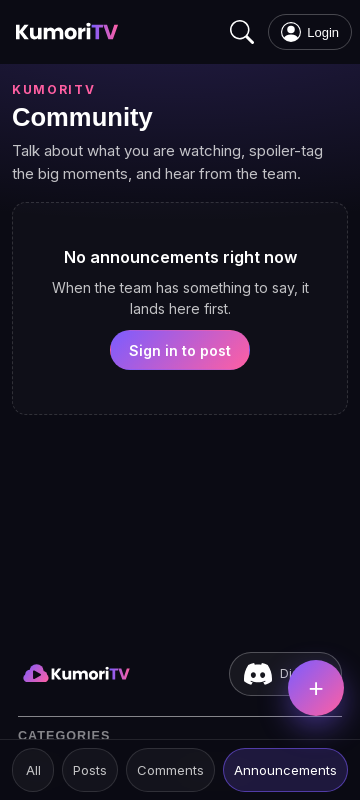 KumoriTV
Login
KUMORITV
Community
Talk about what you are watching, spoiler-tag
the big moments, and hear from the team.
No announcements right now
When the team has something to say, it
lands here first.
Sign in to post
KumoriTV
+
CATEGORIES
All
Posts
Comments
Announcements